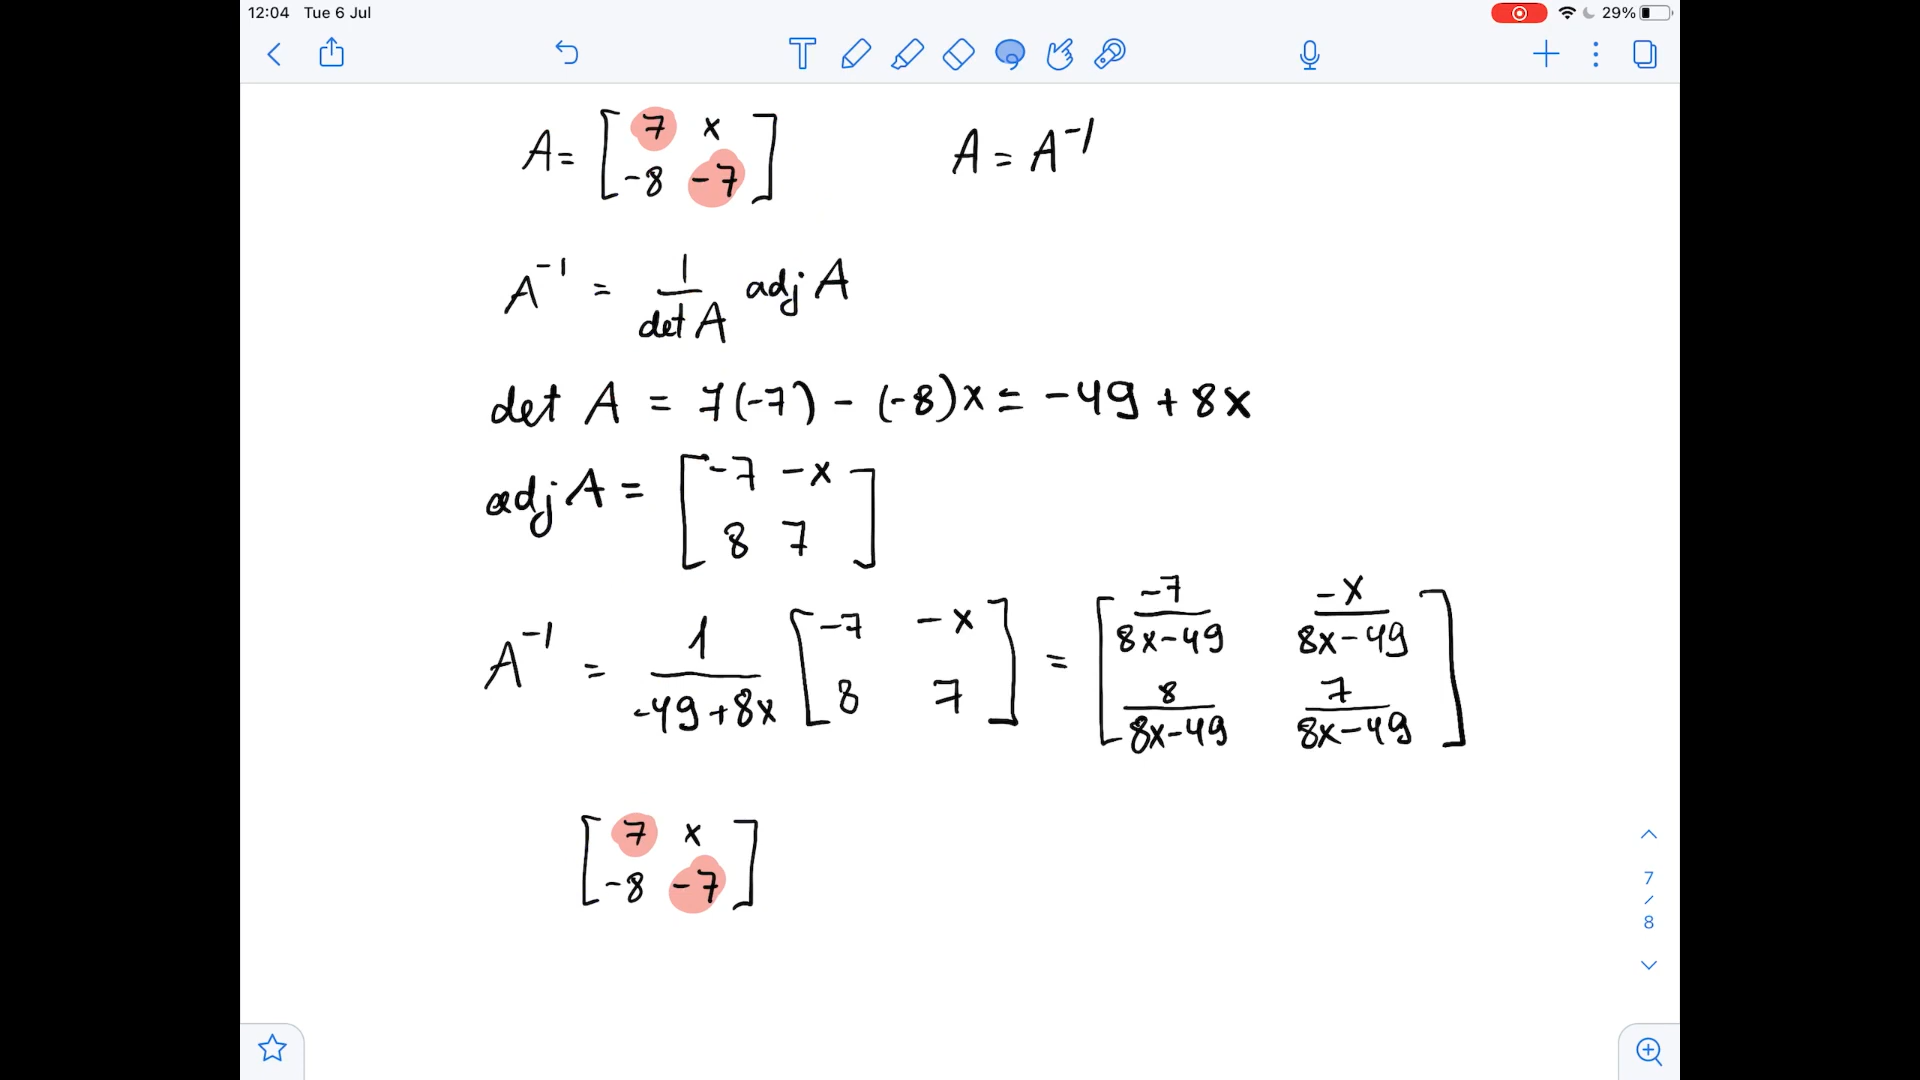 12:04 Tue 6 Jul 29%
A = [ 7 x
-8 -7 ] A = A⁻¹
A⁻¹ = 1/det A adj A
det A = 7(-7) - (-8)x = -49 + 8x
adj A = [ -7 -x
8 7 ]
A⁻¹ = 1/-49+8x [ -7 -x
8 7 ] = [ -7/8x-49 -x/8x-49
8/8x-49 7/8x-49 ]
[ 7 x
-8 -7 ]
7
/
8